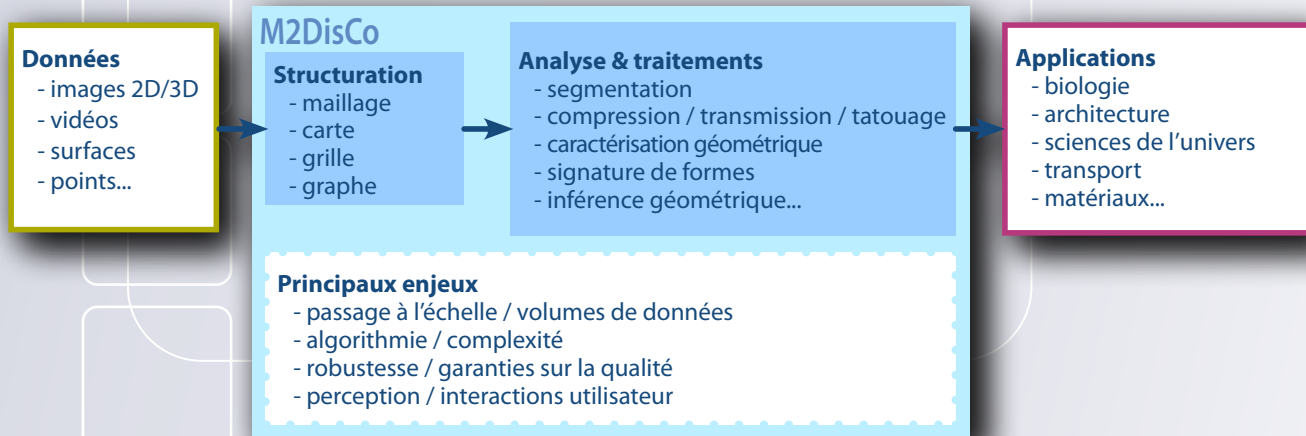 Données
- images 2D/3D
- vidéos
- surfaces
- points...
M2DisCo
Structuration
- maillage
- carte
- grille
- graphe
Analyse & traitements
- segmentation
- compression / transmission / tatouage
- caractérisation géométrique
- signature de formes
- inférence géométrique...
Applications
- biologie
- architecture
- sciences de l'univers
- transport
- matériaux...
Principaux enjeux
- passage à l'échelle / volumes de données
- algorithmie / complexité
- robustesse / garanties sur la qualité
- perception / interactions utilisateur